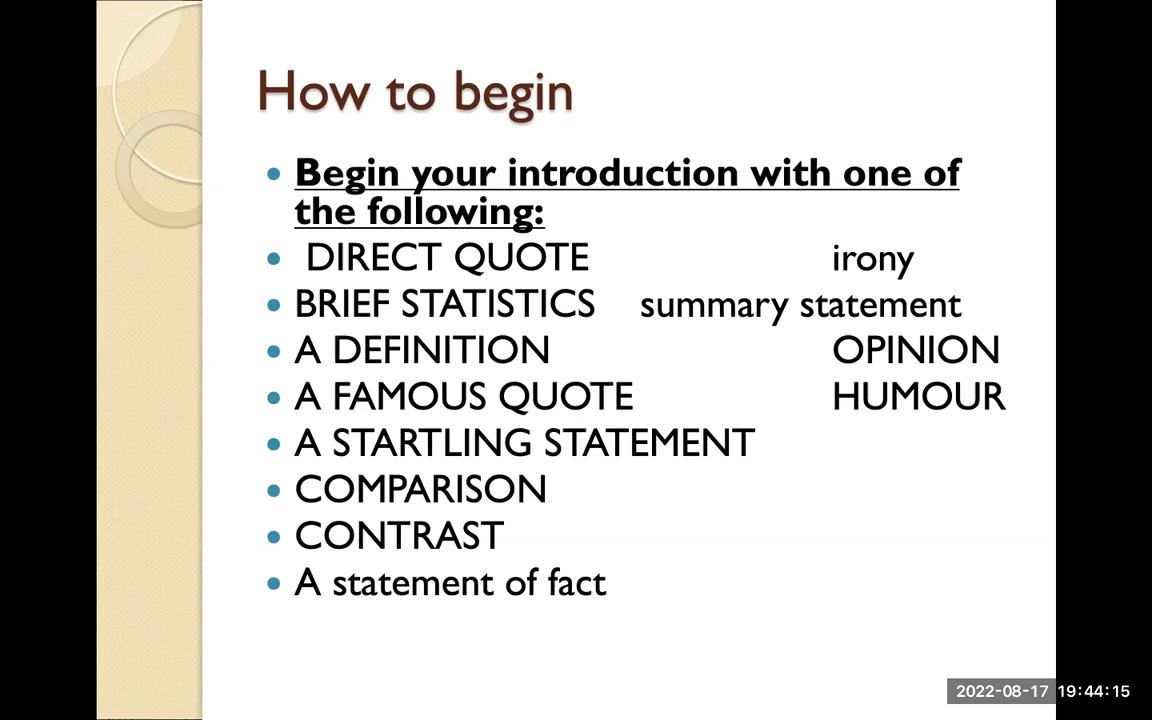 How to begin
Begin your introduction with one of
the following:
DIRECT QUOTE irony
BRIEF STATISTICS summary statement
A DEFINITION OPINION
A FAMOUS QUOTE HUMOUR
A STARTLING STATEMENT
COMPARISON
CONTRAST
A statement of fact
2022-08-17 19:44:15